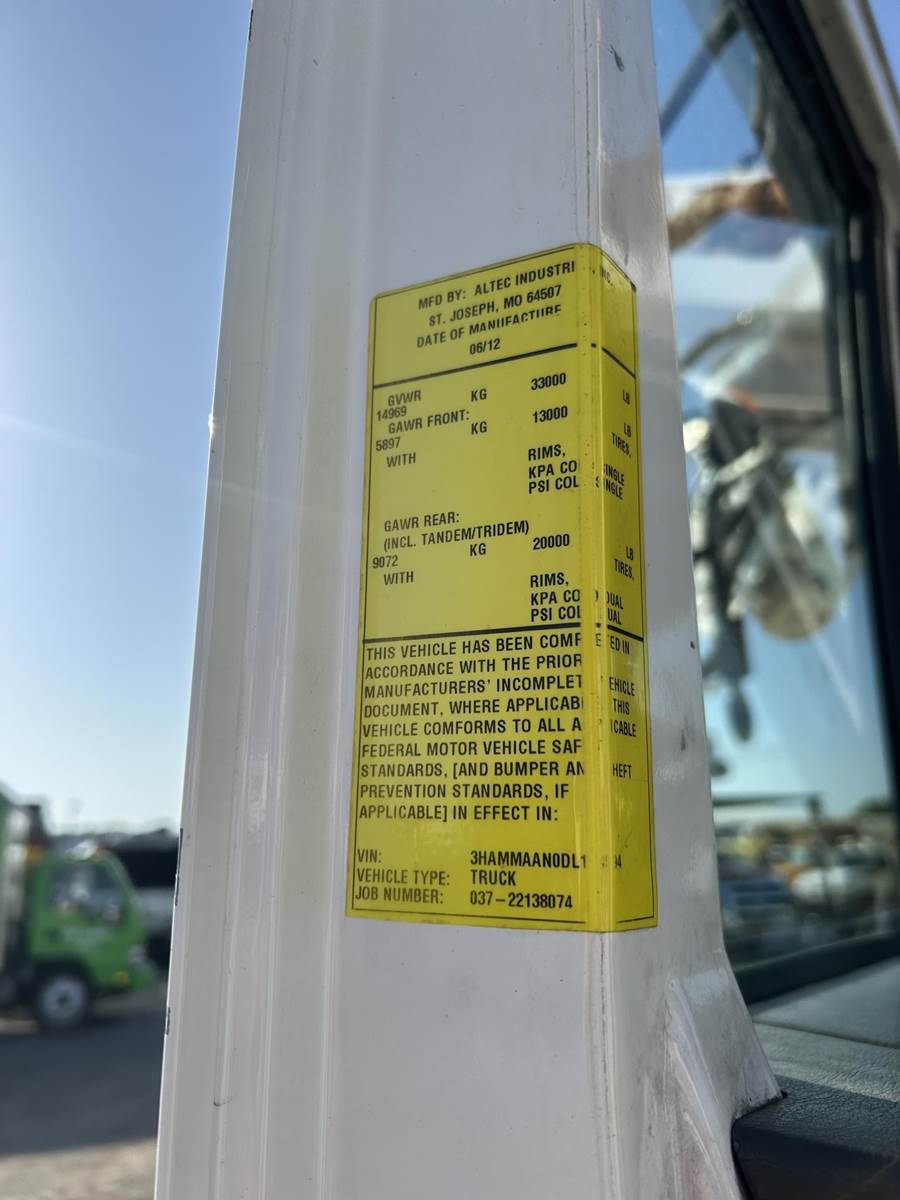 MFD BY: ALTEC INDUSTRI INC.
ST. JOSEPH, MO 64507
DATE OF MANUFACTURE
06/12
GVWR KG 33000 LB
14969
GAWR FRONT: KG 13000 LB
5897 TIRES,
WITH RIMS,
KPA CO SINGLE
PSI COL SINGLE
GAWR REAR:
(INCL. TANDEM/TRIDEM)
9072 KG 20000 LB
WITH TIRES,
RIMS,
KPA CO DUAL
PSI COL DUAL
THIS VEHICLE HAS BEEN COMP ETED IN
ACCORDANCE WITH THE PRIOR
MANUFACTURERS' INCOMPLET EHICLE
DOCUMENT, WHERE APPLICAB THIS
VEHICLE COMFORMS TO ALL A ICABLE
FEDERAL MOTOR VEHICLE SAF
STANDARDS, [AND BUMPER AN HEFT
PREVENTION STANDARDS, IF
APPLICABLE] IN EFFECT IN:
VIN: 3HAMMAAN0DL1
VEHICLE TYPE: TRUCK
JOB NUMBER: 037-22138074